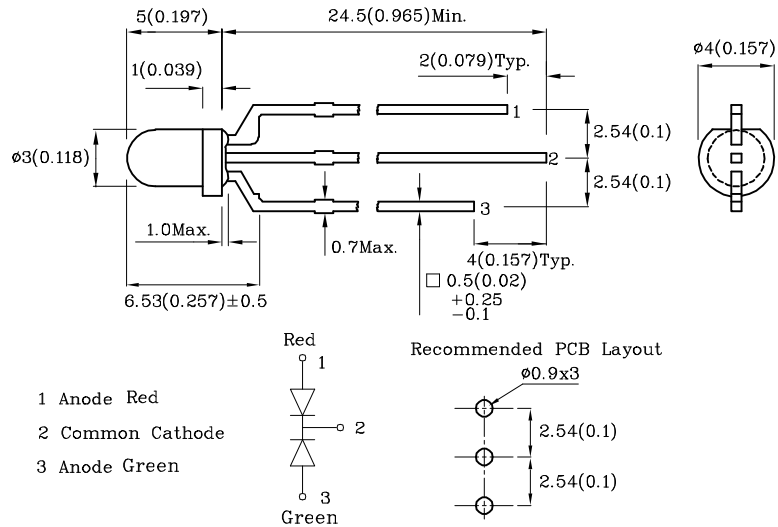 5(0.197)
24.5(0.965)Min.
2(0.079)Typ.
ø4(0.157)
1(0.039)
1
2.54(0.1)
ø3(0.118)
2
2.54(0.1)
3
1.0Max.
0.7Max.
4(0.157)Typ.
□ 0.5(0.02)
+0.25
−0.1
6.53(0.257)±0.5
Red
1
Recommended PCB Layout
ø0.9x3
1 Anode Red
2 Common Cathode
2
2.54(0.1)
3 Anode Green
2.54(0.1)
3
Green